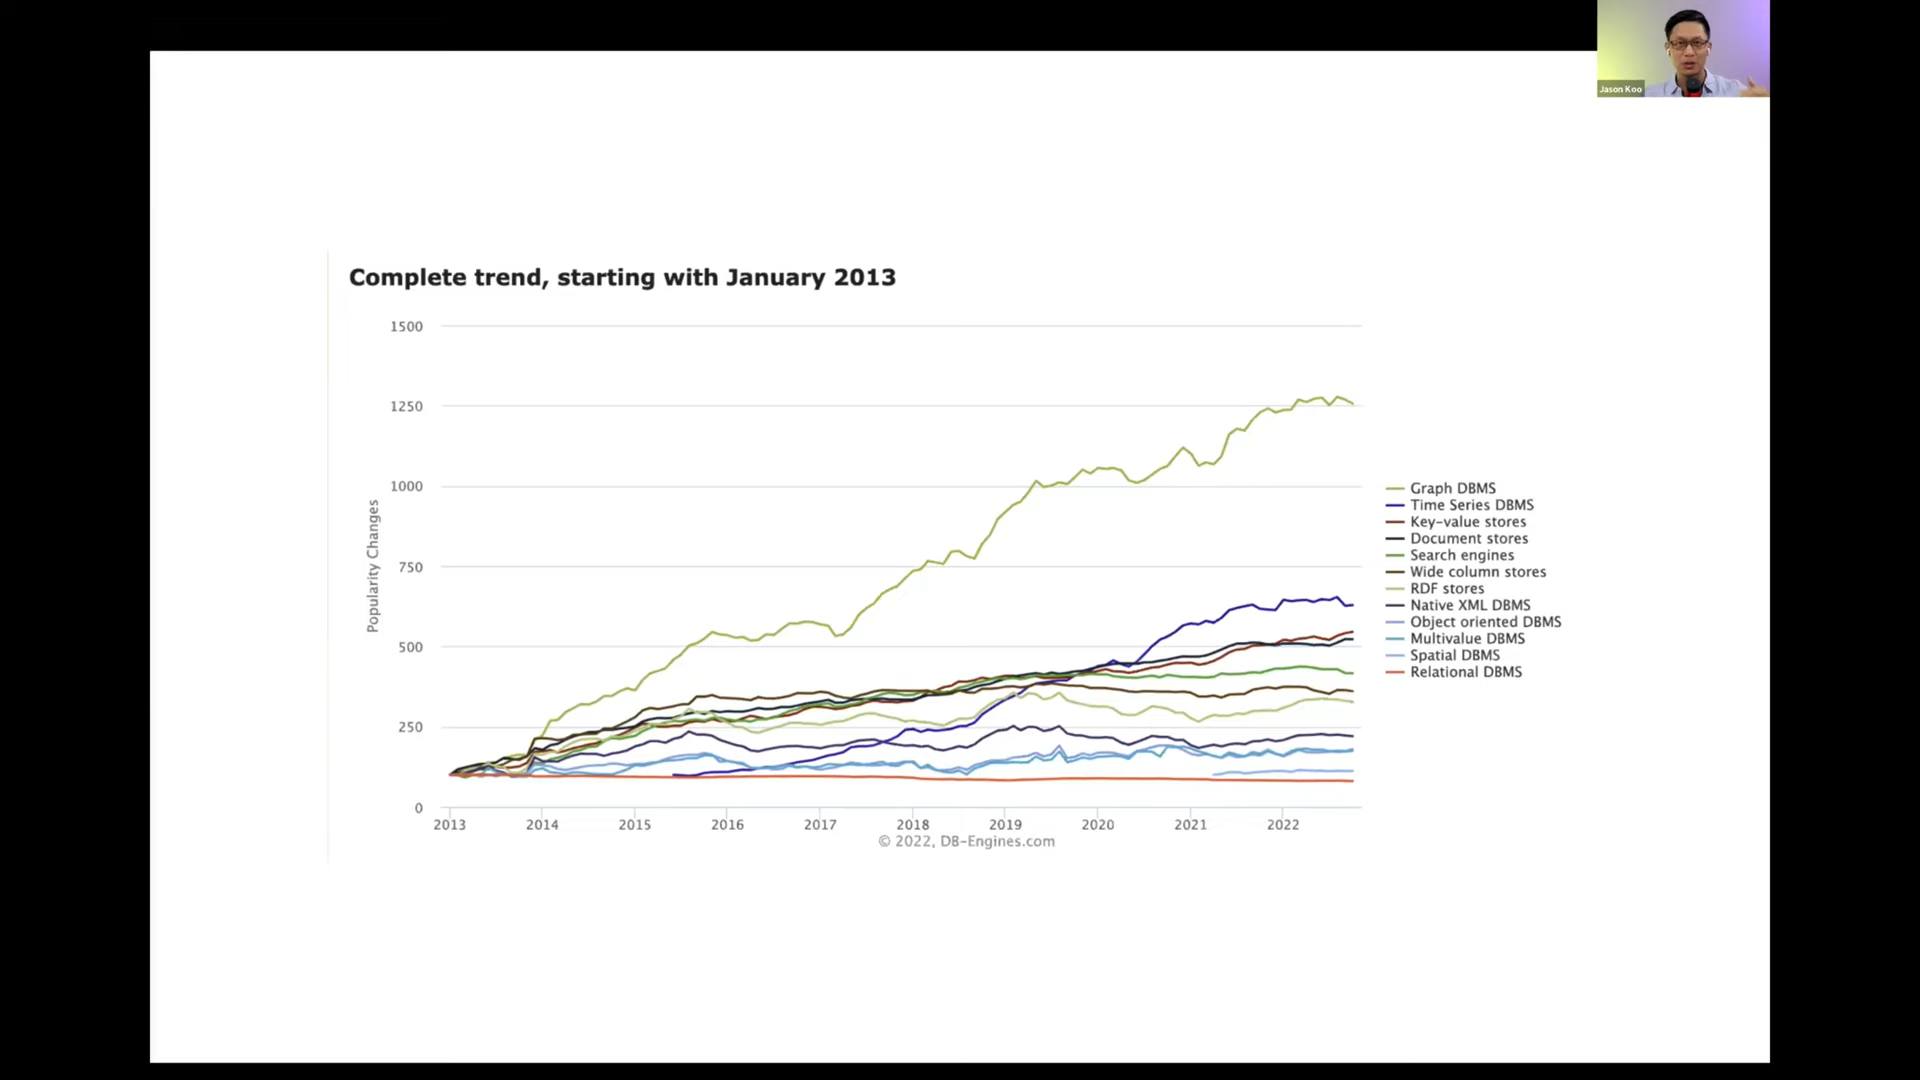 Jason Koo
Complete trend, starting with January 2013
1500
1250
1000
750
500
250
0
Popularity Changes
2013 2014 2015 2016 2017 2018 2019 2020 2021 2022
© 2022, DB-Engines.com
Graph DBMS
Time Series DBMS
Key-value stores
Document stores
Search engines
Wide column stores
RDF stores
Native XML DBMS
Object oriented DBMS
Multivalue DBMS
Spatial DBMS
Relational DBMS